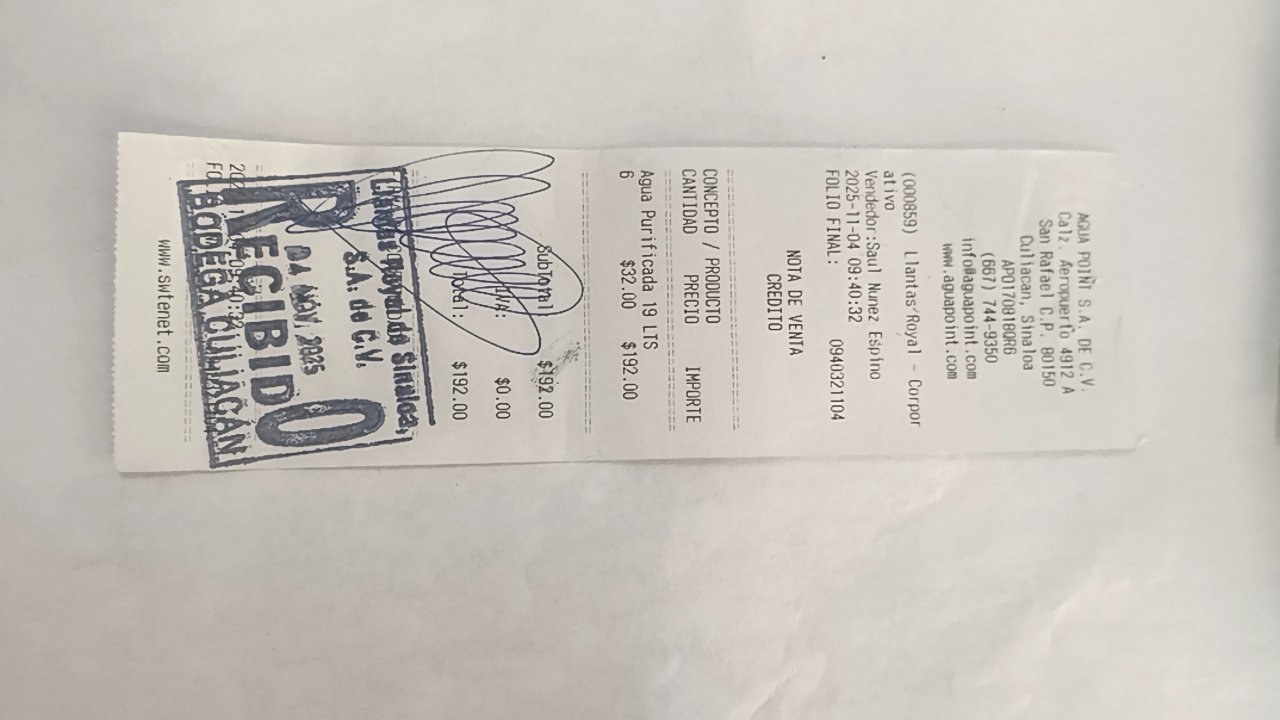 AGUA POINT S.A. DE C.V.
Calz. Aeropuerto 4912 A
San Rafael C.P. 80150
Culiacan, Sinaloa
APO170818QR6
(667) 744-9350
info@aguapoint.com
www.aguapoint.com
(000859) Llantas Royal - Corpor
ativo
Vendedor:Saul Nunez Espino
2025-11-04 09:40:32
FOLIO FINAL: 0940321104
NOTA DE VENTA
CREDITO
CONCEPTO / PRODUCTO
CANTIDAD PRECIO IMPORTE
Agua Purificada 19 LTS
6 $32.00 $192.00
SubTotal $192.00
Iva: $0.00
Total: $192.00
Llantas Royal de Sinaloa,
S.A. de C.V.
04 NOV. 2025
RECIBIDO
BODEGA CULIACAN
www.swtenet.com